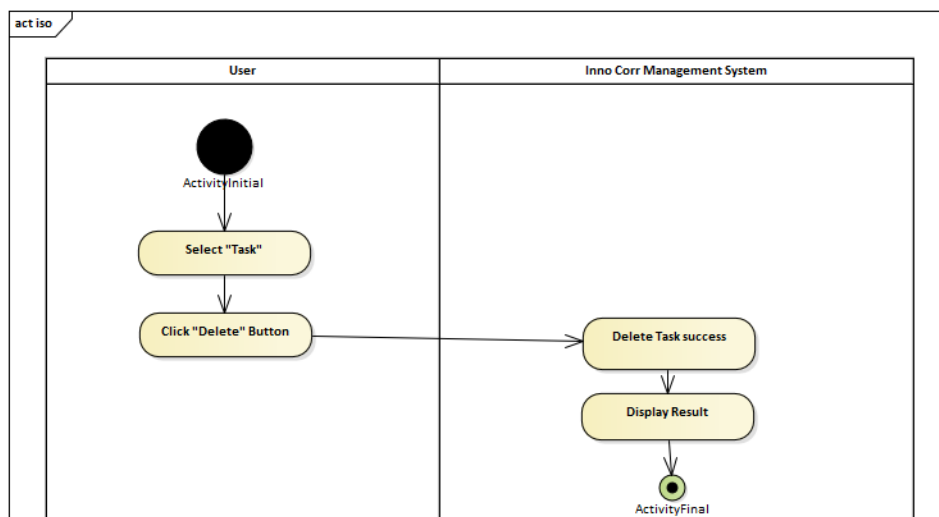 act iso
User
Inno Corr Management System
ActivityInitial
Select "Task"
Click "Delete" Button
Delete Task success
Display Result
ActivityFinal